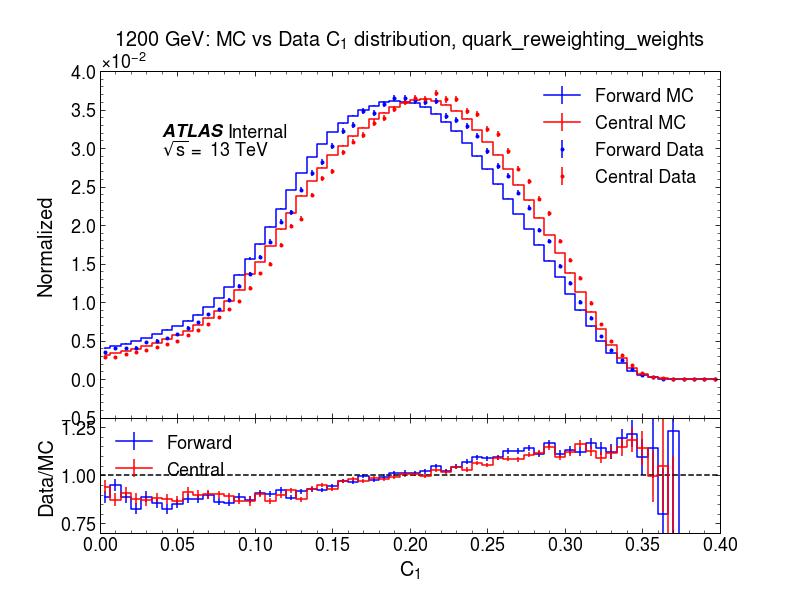 1200 GeV: MC vs Data C₁ distribution, quark_reweighting_weights
×10⁻²
4.0
3.5
3.0
2.5
2.0
1.5
1.0
0.5
0.0
−0.5
Normalized
ATLAS Internal
√s = 13 TeV
Forward MC
Central MC
Forward Data
Central Data
1.25
1.00
0.75
Data/MC
Forward
Central
0.00 0.05 0.10 0.15 0.20 0.25 0.30 0.35 0.40
C₁